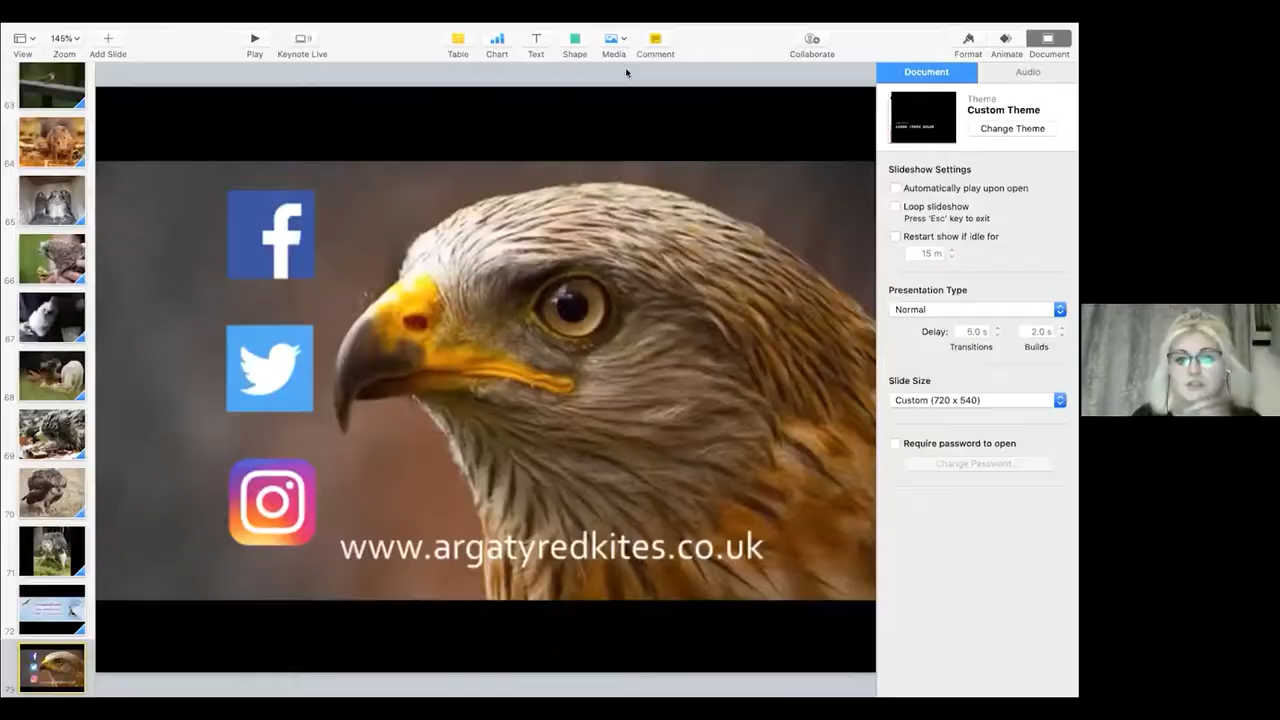 145%
View Zoom Add Slide Play Keynote Live Table Chart Text Shape Media Comment Collaborate Format Animate Document
Document Audio
Theme
Custom Theme
Change Theme
Slideshow Settings
Automatically play upon open
Loop slideshow
Press 'Esc' key to exit
Restart show if idle for
15 m
Presentation Type
Normal
Delay: 5.0 s 2.0 s
Transitions Builds
Slide Size
Custom (720 x 540)
Require password to open
Change Password...
63
64
65
66
67
68
69
70
71
72
73
f
www.argatyredkites.co.uk